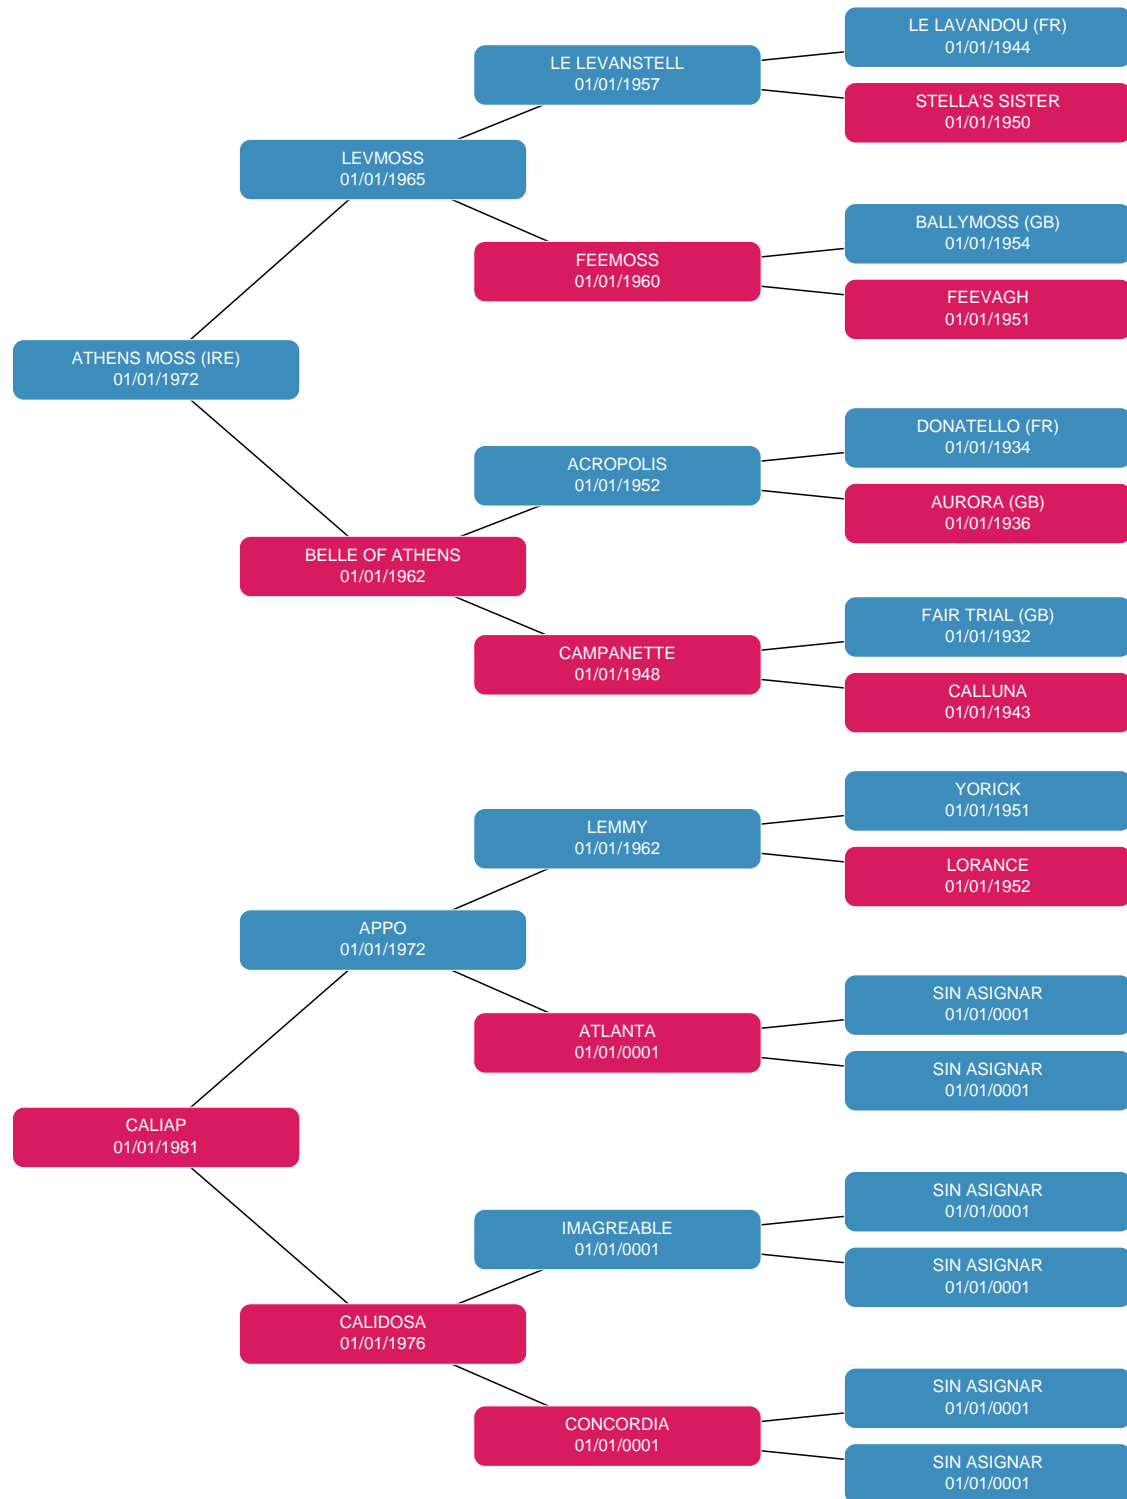 LE LAVANDOU (FR)
01/01/1944
LE LEVANSTELL
01/01/1957
STELLA'S SISTER
01/01/1950
LEVMOSS
01/01/1965
BALLYMOSS (GB)
01/01/1954
FEEMOSS
01/01/1960
FEEVAGH
01/01/1951
ATHENS MOSS (IRE)
01/01/1972
DONATELLO (FR)
01/01/1934
ACROPOLIS
01/01/1952
AURORA (GB)
01/01/1936
BELLE OF ATHENS
01/01/1962
FAIR TRIAL (GB)
01/01/1932
CAMPANETTE
01/01/1948
CALLUNA
01/01/1943
YORICK
01/01/1951
LEMMY
01/01/1962
LORANCE
01/01/1952
APPO
01/01/1972
SIN ASIGNAR
01/01/0001
ATLANTA
01/01/0001
SIN ASIGNAR
01/01/0001
CALIAP
01/01/1981
SIN ASIGNAR
01/01/0001
IMAGREABLE
01/01/0001
SIN ASIGNAR
01/01/0001
CALIDOSA
01/01/1976
SIN ASIGNAR
01/01/0001
CONCORDIA
01/01/0001
SIN ASIGNAR
01/01/0001